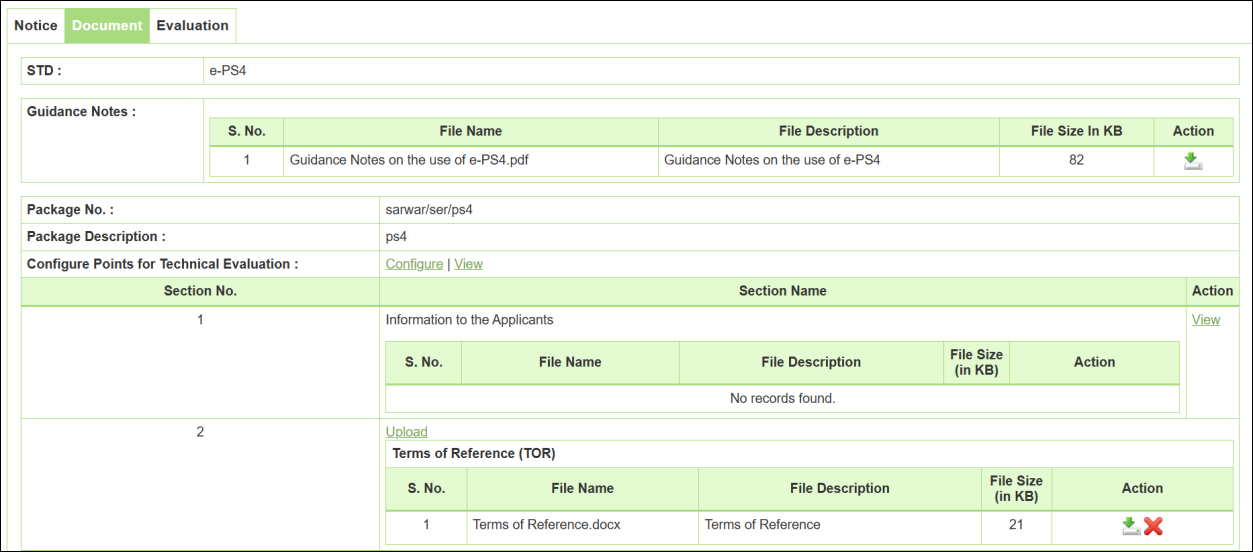 Notice Document Evaluation
STD : e-PS4
Guidance Notes :
S. No. File Name File Description File Size In KB Action
1 Guidance Notes on the use of e-PS4.pdf Guidance Notes on the use of e-PS4 82
Package No. : sarwar/ser/ps4
Package Description : ps4
Configure Points for Technical Evaluation : Configure | View
Section No. Section Name Action
1 Information to the Applicants View
S. No. File Name File Description File Size (in KB) Action
No records found.
2 Upload
Terms of Reference (TOR)
S. No. File Name File Description File Size (in KB) Action
1 Terms of Reference.docx Terms of Reference 21